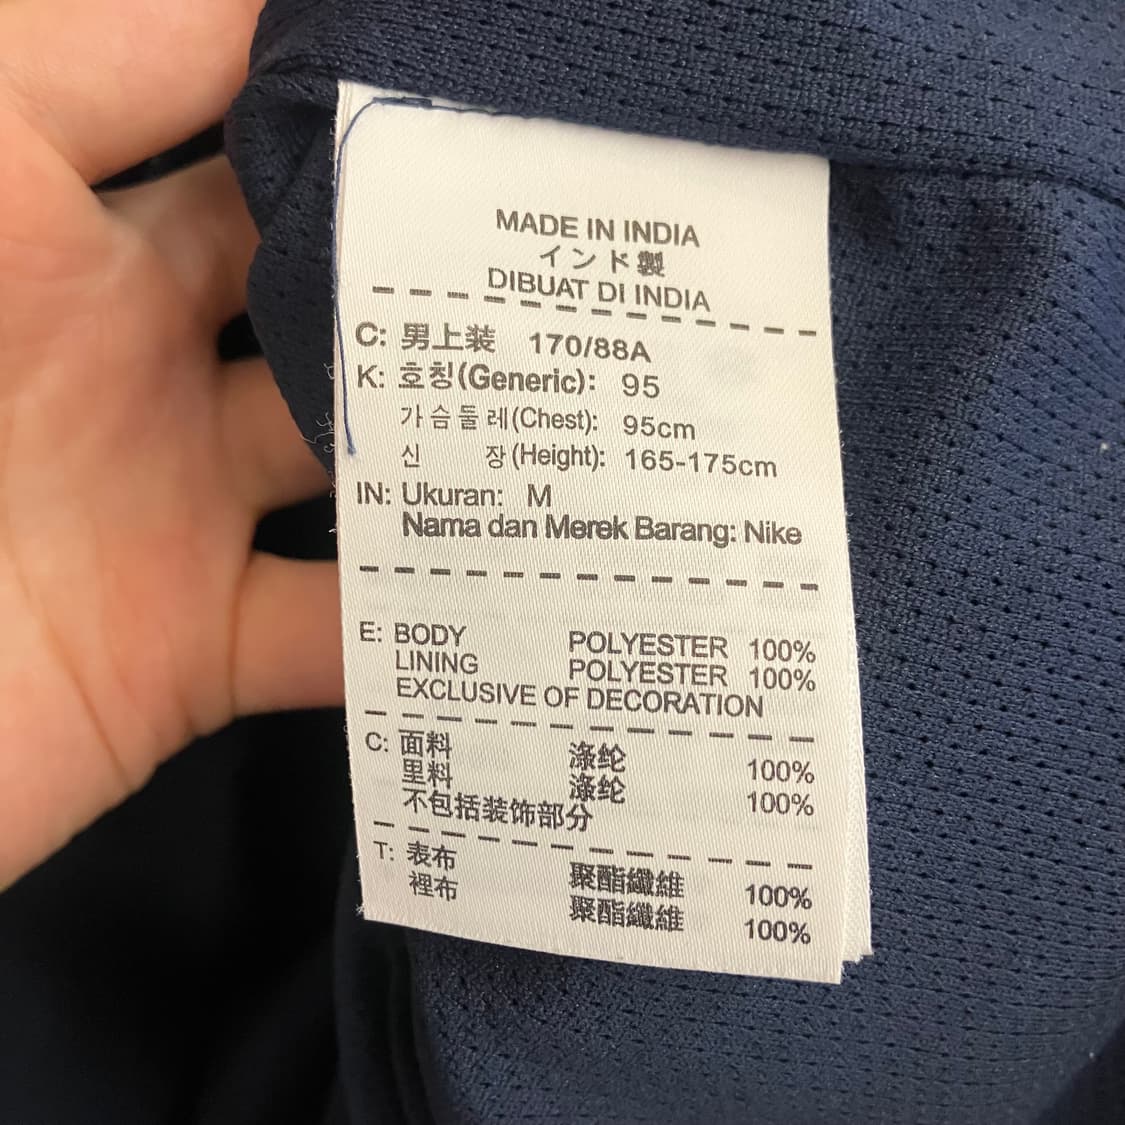 MADE IN INDIA
インド製
DIBUAT DI INDIA
C: 男上装 170/88A
K: 호칭(Generic): 95
가슴둘레(Chest): 95cm
신 장(Height): 165-175cm
IN: Ukuran: M
Nama dan Merek Barang: Nike
E: BODY POLYESTER 100%
LINING POLYESTER 100%
EXCLUSIVE OF DECORATION
C: 面料 涤纶 100%
里料 涤纶 100%
不包括装饰部分
T: 表布 聚酯纖維 100%
裡布 聚酯纖維 100%